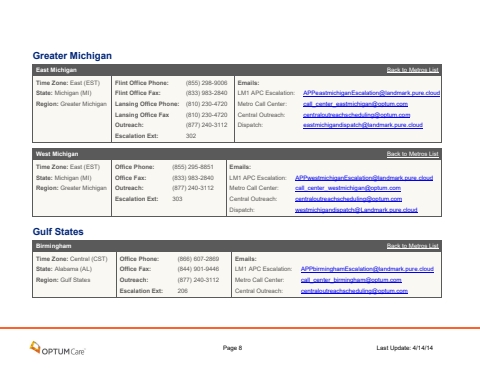 Greater Michigan
East Michigan Back to Metros List
Time Zone: East (EST) Flint Office Phone: (855) 298-9006 Emails:
State: Michigan (MI) Flint Office Fax: (833) 983-2840 LM1 APC Escalation: APPeastmichiganEscalation@landmark.pure.cloud
Region: Greater Michigan Lansing Office Phone: (810) 230-4720 Metro Call Center: call_center_eastmichigan@optum.com
Lansing Office Fax (810) 230-4720 Central Outreach: centraloutreachscheduling@optum.com
Outreach: (877) 240-3112 Dispatch: eastmichigandispatch@landmark.pure.cloud
Escalation Ext: 302
West Michigan Back to Metros List
Time Zone: East (EST) Office Phone: (855) 295-8651 Emails:
State: Michigan (MI) Office Fax: (833) 983-2840 LM1 APC Escalation: APPwestmichiganEscalation@landmark.pure.cloud
Region: Greater Michigan Outreach: (877) 240-3112 Metro Call Center: call_center_westmichigan@optum.com
Escalation Ext: 303 Central Outreach: centraloutreachscheduling@optum.com
Dispatch: westmichigandispatch@Landmark.pure.cloud
Gulf States
Birmingham Back to Metros List
Time Zone: Central (CST) Office Phone: (866) 607-2869 Emails:
State: Alabama (AL) Office Fax: (844) 901-9446 LM1 APC Escalation: APPbirminghamEscalation@landmark.pure.cloud
Region: Gulf States Outreach: (877) 240-3112 Metro Call Center: call_center_birmingham@optum.com
Escalation Ext: 206 Central Outreach: centraloutreachscheduling@optum.com
OPTUMCare Page 8 Last Update: 4/14/14